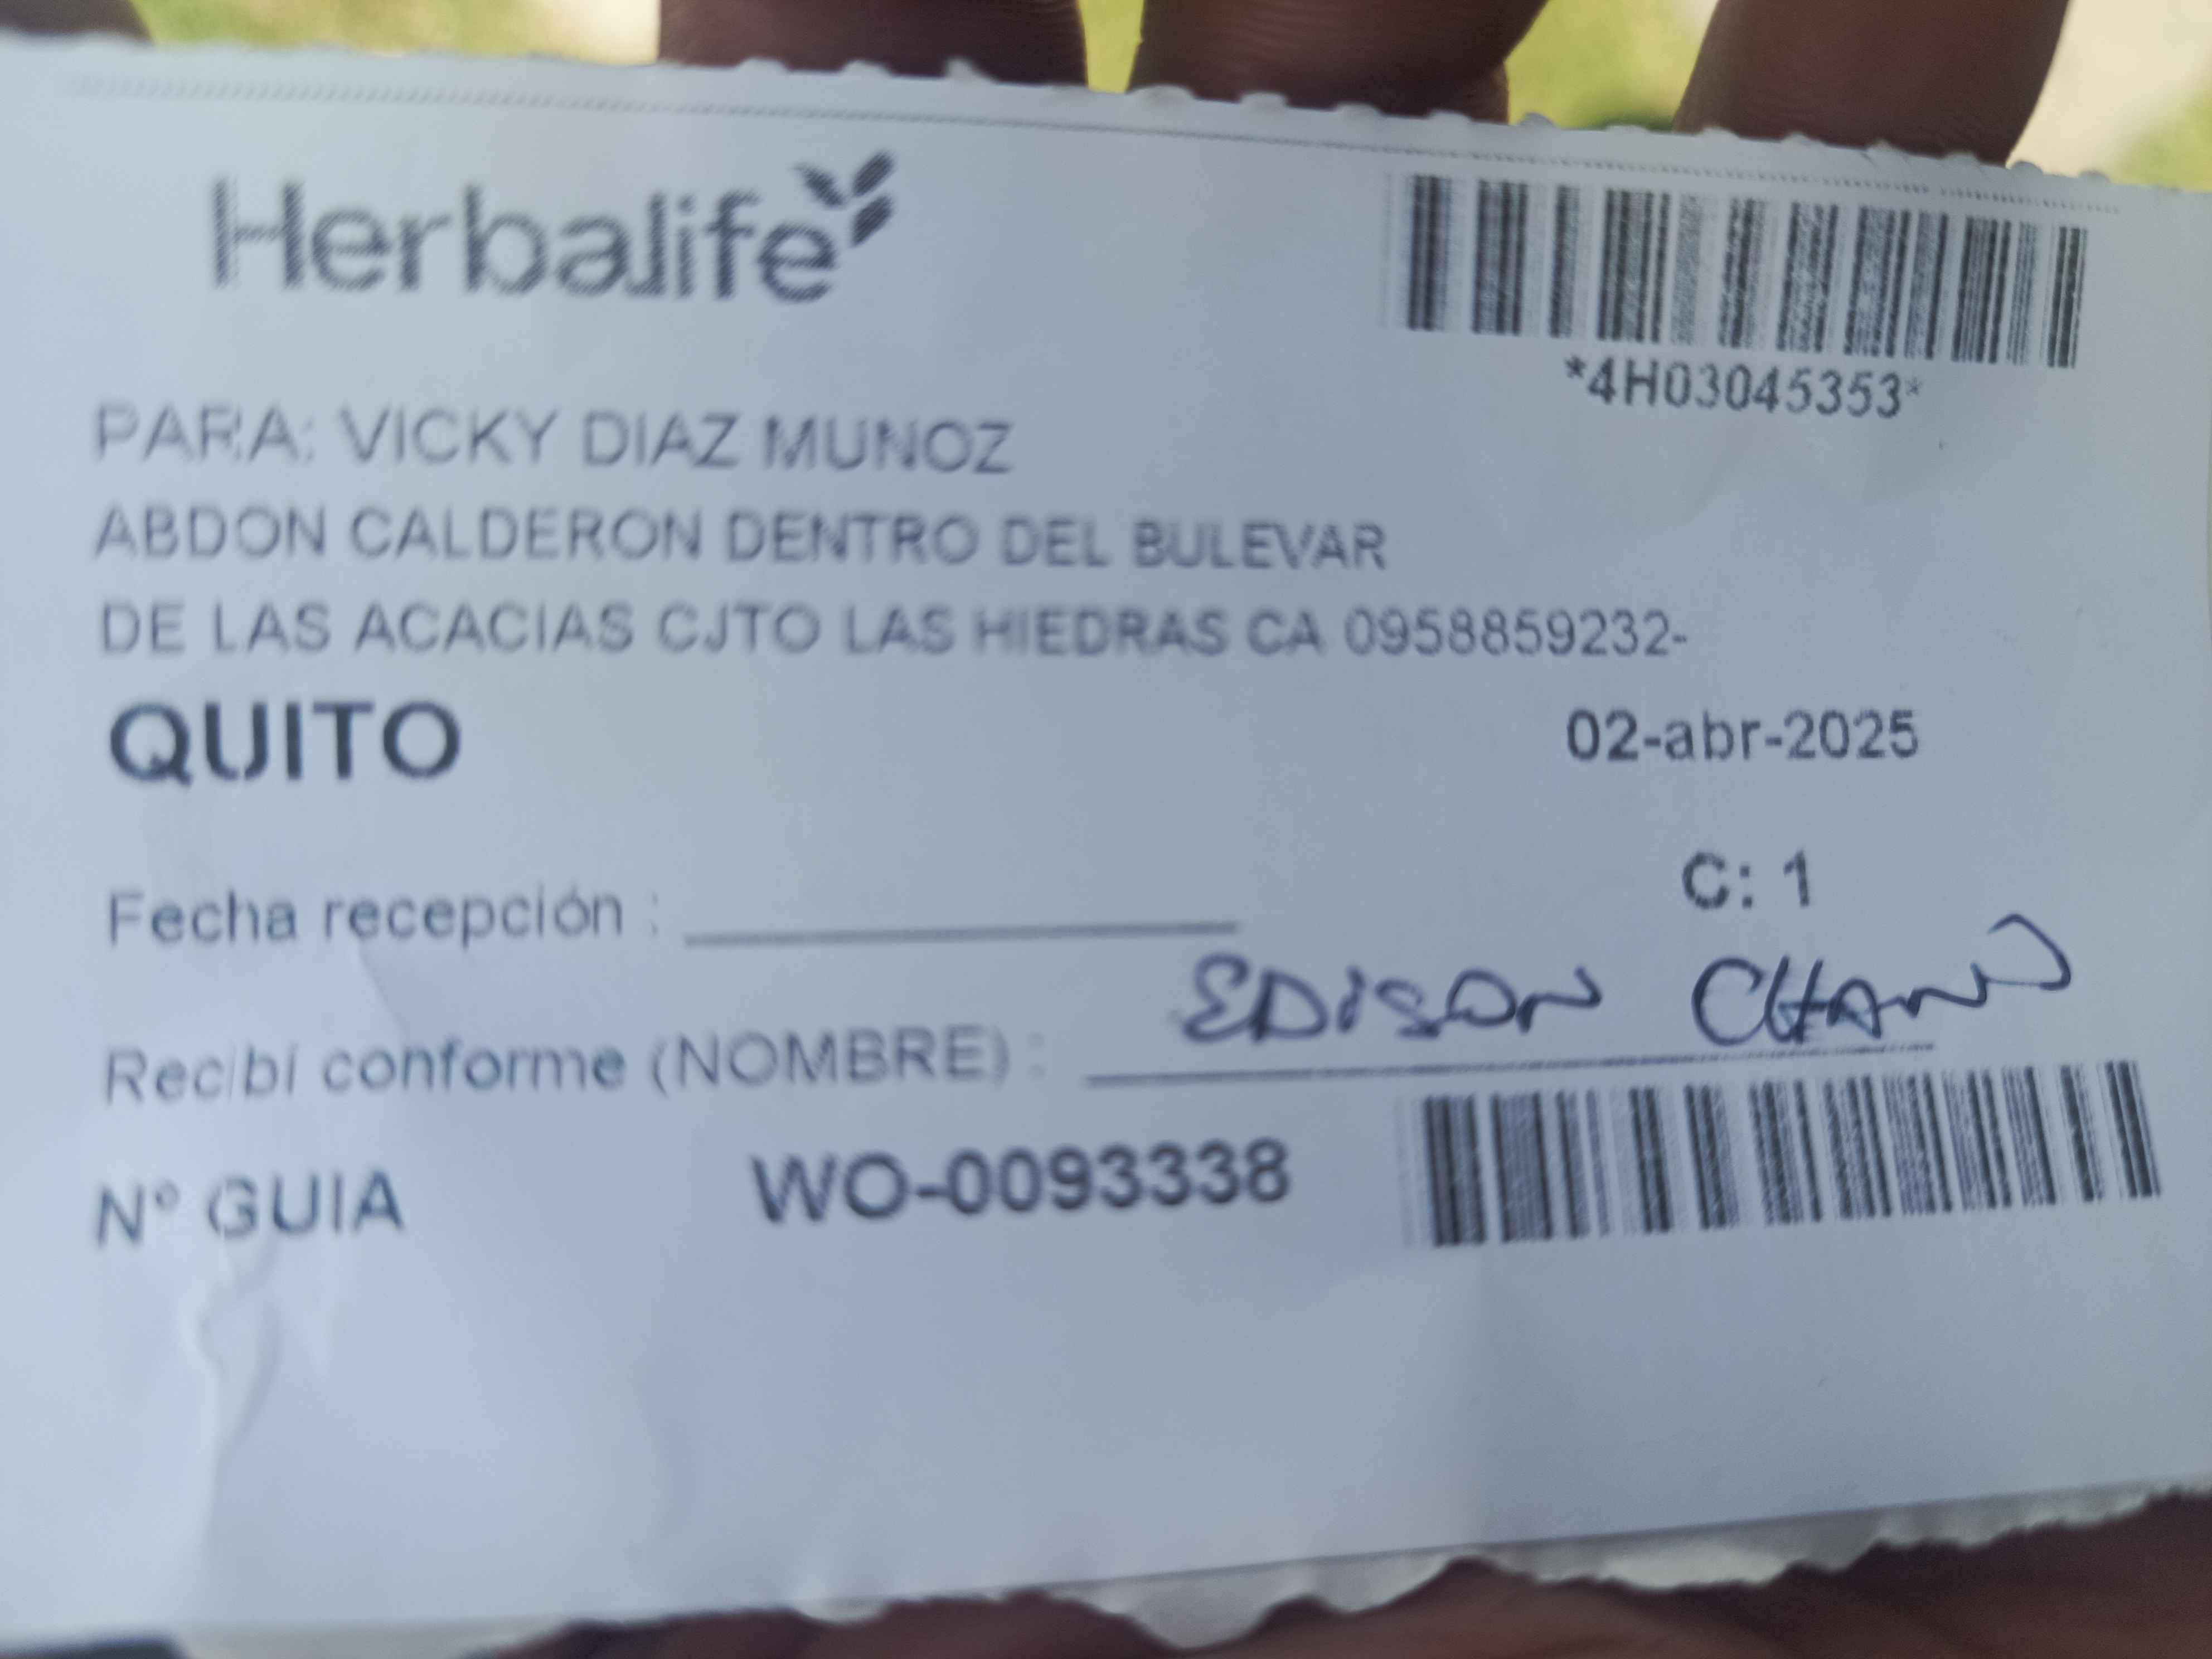 Herbalife
*4H03045353*
PARA: VICKY DIAZ MUNOZ
ABDON CALDERON DENTRO DEL BULEVAR
DE LAS ACACIAS CJTO LAS HIEDRAS CA 0958859232-
QUITO
02-abr-2025
C: 1
Fecha recepción :
Recibí conforme (NOMBRE) : EDISON
N° GUIA WO-0093338